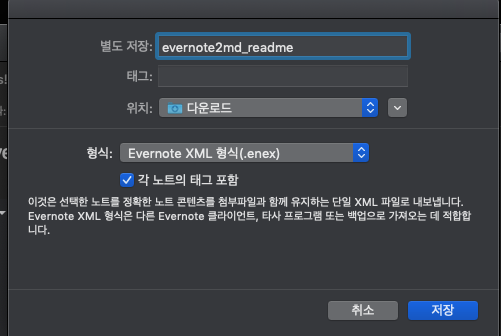 별도 저장: evernote2md_readme
태그:
위치: 다운로드
형식: Evernote XML 형식(.enex)
각 노트의 태그 포함
이것은 선택한 노트를 정확한 노트 콘텐츠를 첨부파일과 함께 유지하는 단일 XML 파일로 내보냅니다.
Evernote XML 형식은 다른 Evernote 클라이언트, 타사 프로그램 또는 백업으로 가져오는 데 적합합
니다.
취소 저장